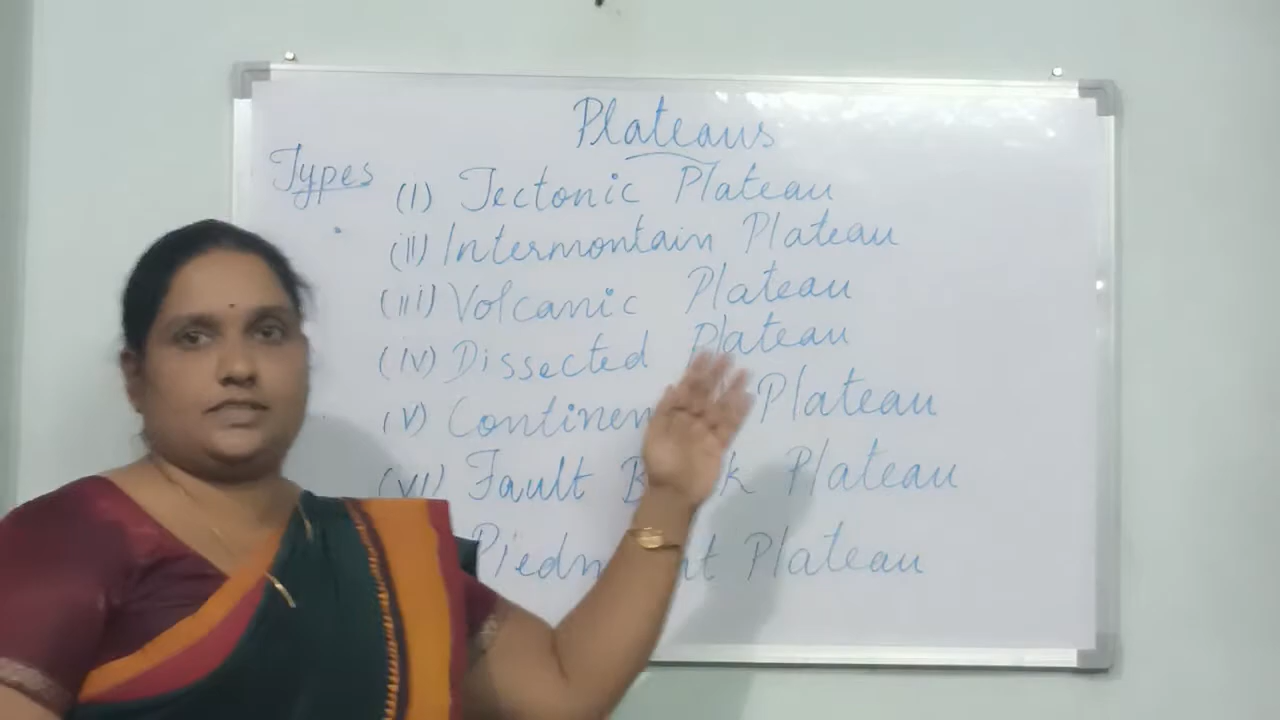 Plateaus
Types
(i) Tectonic Plateau
(ii) Intermontain Plateau
(iii) Volcanic Plateau
(iv) Dissected Plateau
(v) Plateau
(vi) Fault Plateau
Plateau